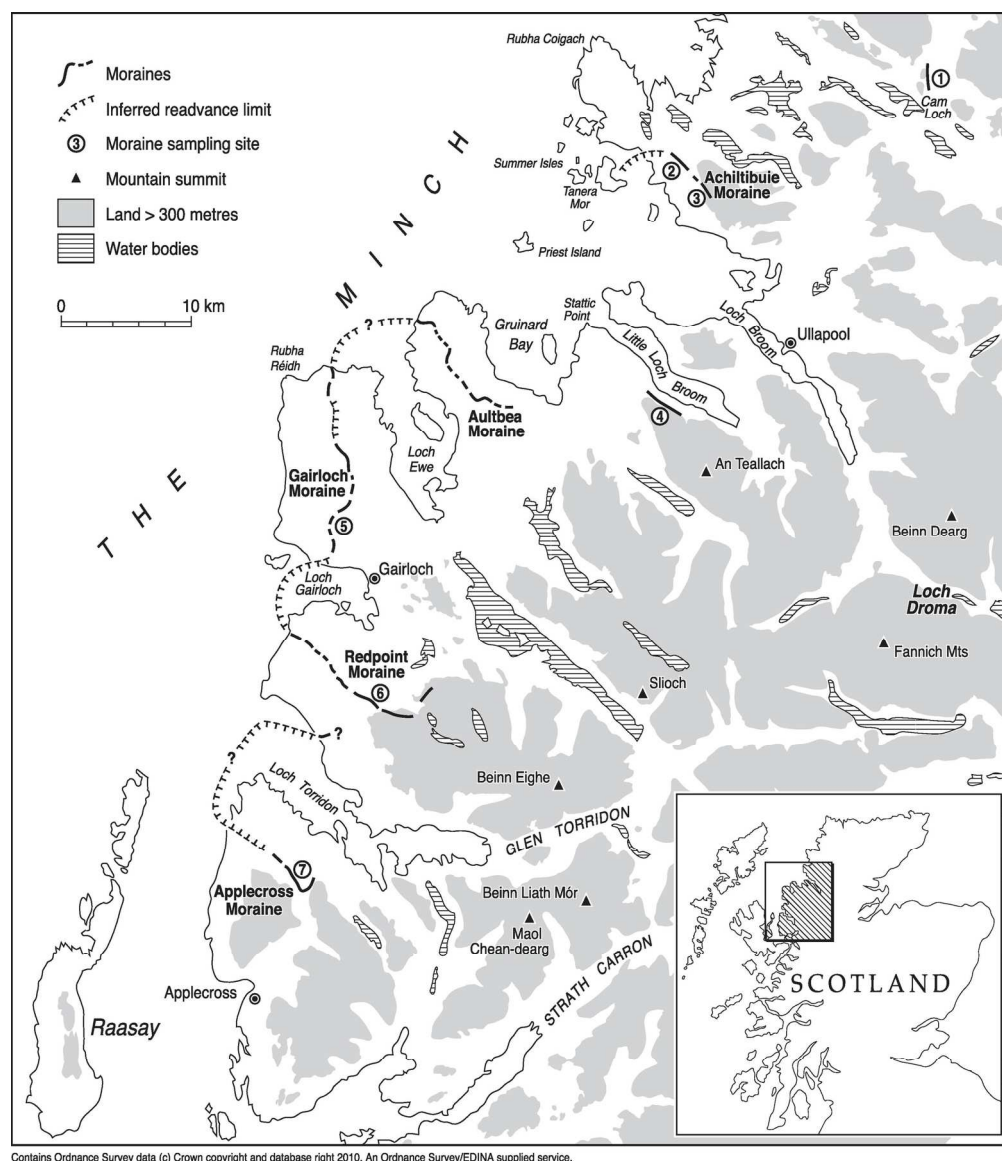 Moraines
Inferred readvance limit
③ Moraine sampling site
Mountain summit
Land > 300 metres
Water bodies
0 10 km
THE MINCH
Rubha Coigach
①
Cam
Loch
Summer Isles
Tanera
Mor
②
③
Achiltibuie
Moraine
Priest Island
Stattic
Point
Gruinard
Bay
Little Loch
Broom
Loch Broom
Ullapool
?
Rubha
Réidh
Aultbea
Moraine
④
Loch
Ewe
An Teallach
Gairloch
Moraine
⑤
Beinn Dearg
Loch
Gairloch
Gairloch
Loch
Droma
Fannich Mts
Redpoint
Moraine
⑥
Slioch
?
?
Loch Torridon
Beinn Eighe
GLEN TORRIDON
⑦
Applecross
Moraine
Beinn Liath Mór
Maol
Chean-dearg
STRATH CARRON
Applecross
Raasay
SCOTLAND
Contains Ordnance Survey data (c) Crown copyright and database right 2010. An Ordnance Survey/EDINA supplied service.